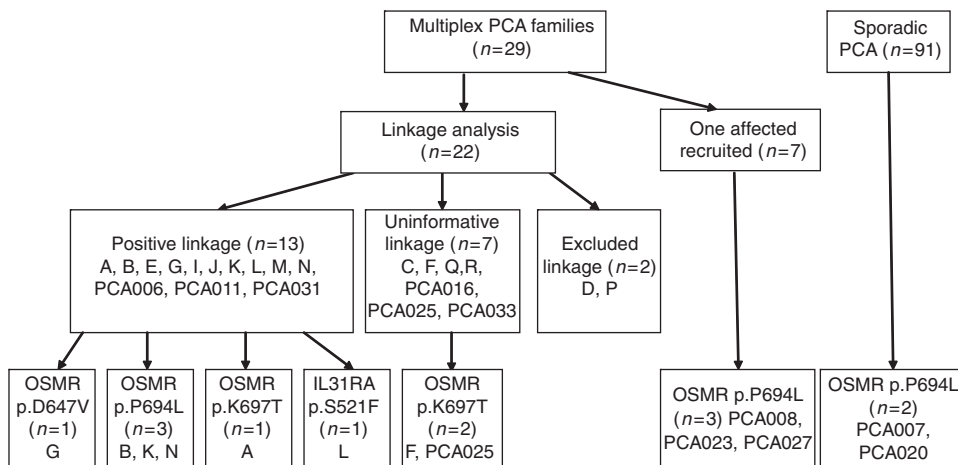 Multiplex PCA families
(n=29)
Sporadic
PCA (n=91)
Linkage analysis
(n=22)
One affected
recruited (n=7)
Positive linkage (n=13)
A, B, E, G, I, J, K, L, M, N,
PCA006, PCA011, PCA031
Uninformative
linkage (n=7)
C, F, Q,R,
PCA016,
PCA025, PCA033
Excluded
linkage (n=2)
D, P
OSMR
p.D647V
(n=1)
G
OSMR
p.P694L
(n=3)
B, K, N
OSMR
p.K697T
(n=1)
A
IL31RA
p.S521F
(n=1)
L
OSMR
p.K697T
(n=2)
F, PCA025
OSMR p.P694L
(n=3) PCA008,
PCA023, PCA027
OSMR p.P694L
(n=2)
PCA007,
PCA020